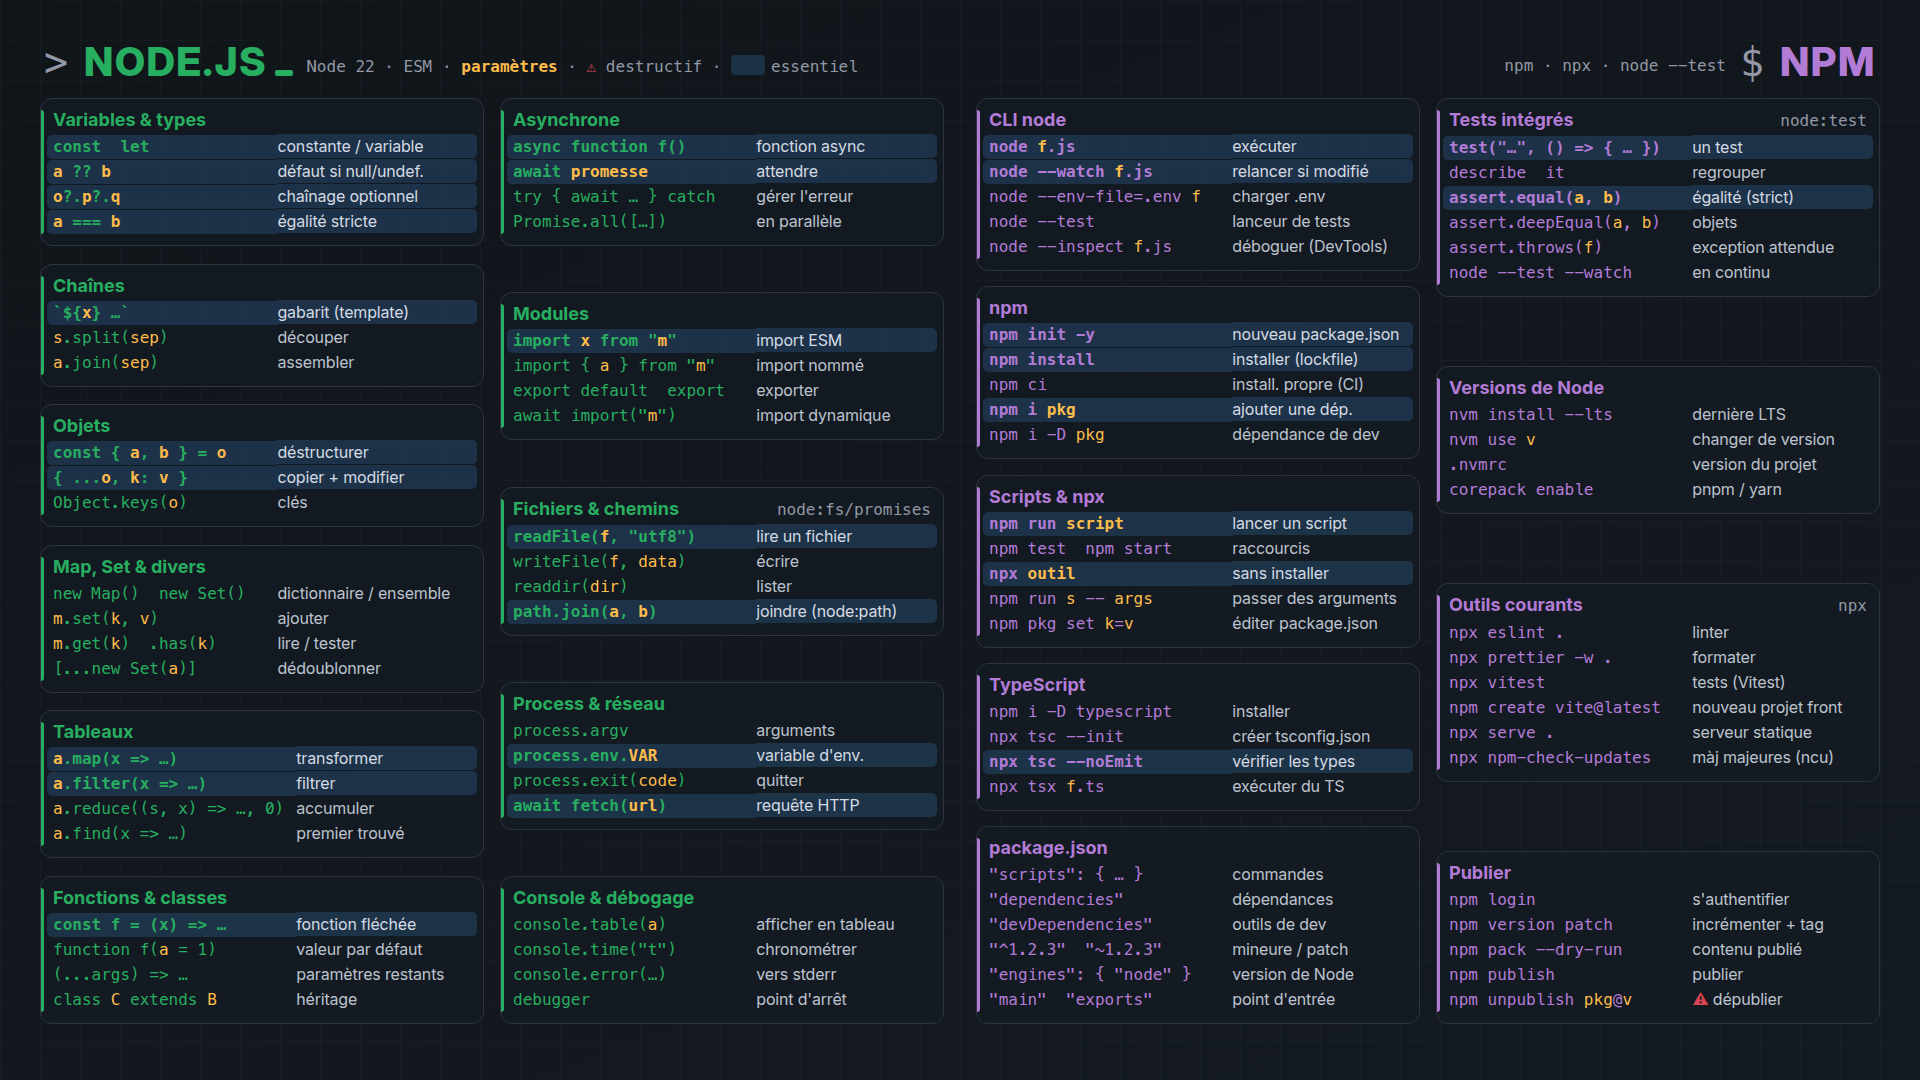 > NODE.JS_ Node 22 · ESM · paramètres · ⚠ destructif · essentiel
npm · npx · node --test $ NPM
Variables & types
const  let constante / variable
a ?? b défaut si null/undef.
o?.p?.q chaînage optionnel
a === b égalité stricte
Chaînes
`${x} …` gabarit (template)
s.split(sep) découper
a.join(sep) assembler
Objets
const { a, b } = o déstructurer
{ ...o, k: v } copier + modifier
Object.keys(o) clés
Map, Set & divers
new Map()  new Set() dictionnaire / ensemble
m.set(k, v) ajouter
m.get(k)  .has(k) lire / tester
[...new Set(a)] dédoublonner
Tableaux
a.map(x => …) transformer
a.filter(x => …) filtrer
a.reduce((s, x) => …, 0) accumuler
a.find(x => …) premier trouvé
Fonctions & classes
const f = (x) => … fonction fléchée
function f(a = 1) valeur par défaut
(...args) => … paramètres restants
class C extends B héritage
Asynchrone
async function f() fonction async
await promesse attendre
try { await … } catch gérer l'erreur
Promise.all([…]) en parallèle
Modules
import x from "m" import ESM
import { a } from "m" import nommé
export default  export exporter
await import("m") import dynamique
Fichiers & chemins node:fs/promises
readFile(f, "utf8") lire un fichier
writeFile(f, data) écrire
readdir(dir) lister
path.join(a, b) joindre (node:path)
Process & réseau
process.argv arguments
process.env.VAR variable d'env.
process.exit(code) quitter
await fetch(url) requête HTTP
Console & débogage
console.table(a) afficher en tableau
console.time("t") chronométrer
console.error(…) vers stderr
debugger point d'arrêt
CLI node
node f.js exécuter
node --watch f.js relancer si modifié
node --env-file=.env f charger .env
node --test lanceur de tests
node --inspect f.js déboguer (DevTools)
npm
npm init -y nouveau package.json
npm install installer (lockfile)
npm ci install. propre (CI)
npm i pkg ajouter une dép.
npm i -D pkg dépendance de dev
Scripts & npx
npm run script lancer un script
npm test  npm start raccourcis
npx outil sans installer
npm run s -- args passer des arguments
npm pkg set k=v éditer package.json
TypeScript
npm i -D typescript installer
npx tsc --init créer tsconfig.json
npx tsc --noEmit vérifier les types
npx tsx f.ts exécuter du TS
package.json
"scripts": { … } commandes
"dependencies" dépendances
"devDependencies" outils de dev
"^1.2.3"  "~1.2.3" mineure / patch
"engines": { "node" } version de Node
"main"  "exports" point d'entrée
Tests intégrés node:test
test("…", () => { … }) un test
describe  it regrouper
assert.equal(a, b) égalité (strict)
assert.deepEqual(a, b) objets
assert.throws(f) exception attendue
node --test --watch en continu
Versions de Node
nvm install --lts dernière LTS
nvm use v changer de version
.nvmrc version du projet
corepack enable pnpm / yarn
Outils courants npx
npx eslint . linter
npx prettier -w . formater
npx vitest tests (Vitest)
npm create vite@latest nouveau projet front
npx serve . serveur statique
npx npm-check-updates màj majeures (ncu)
Publier
npm login s'authentifier
npm version patch incrémenter + tag
npm pack --dry-run contenu publié
npm publish publier
npm unpublish pkg@v ⚠ dépublier